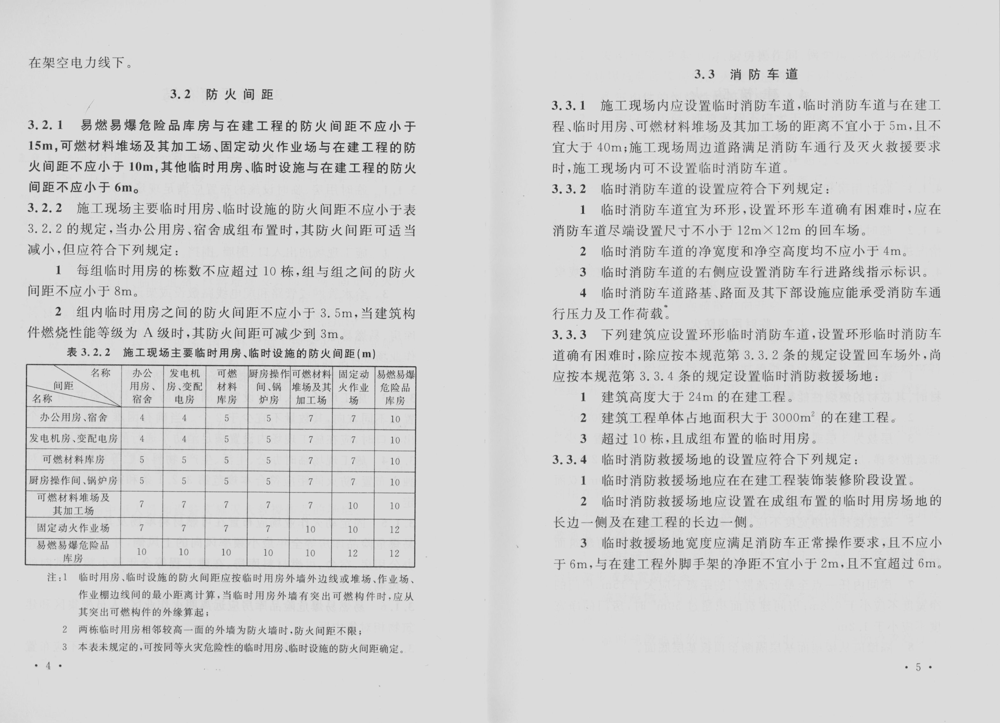 在架空电力线下。
3.2 防火间距
3.2.1 易燃易爆危险品库房与在建工程的防火间距不应小于
15m,可燃材料堆场及其加工场、固定动火作业场与在建工程的防
火间距不应小于 10m,其他临时用房、临时设施与在建工程的防火
间距不应小于 6m。
3.2.2 施工现场主要临时用房、临时设施的防火间距不应小于表
3.2.2 的规定,当办公用房、宿舍成组布置时,其防火间距可适当
减小,但应符合下列规定:
1 每组临时用房的栋数不应超过 10 栋,组与组之间的防火
间距不应小于 8m。
2 组内临时用房之间的防火间距不应小于 3.5m,当建筑构
件燃烧性能等级为 A 级时,其防火间距可减少到 3m。
表 3.2.2 施工现场主要临时用房、临时设施的防火间距(m)
名称 间距 名称 办公用房、宿舍 发电机房、变配电房 可燃材料库房 厨房操作间、锅炉房 可燃材料堆场及其加工场 固定动火作业场 易燃易爆危险品库房
办公用房、宿舍 4 4 5 5 7 7 10
发电机房、变配电房 4 4 5 5 7 7 10
可燃材料库房 5 5 5 5 7 7 10
厨房操作间、锅炉房 5 5 5 5 7 7 10
可燃材料堆场及其加工场 7 7 7 7 7 10 10
固定动火作业场 7 7 7 7 10 10 12
易燃易爆危险品库房 10 10 10 10 10 12 12
注:1 临时用房、临时设施的防火间距应按临时用房外墙外边线或堆场、作业场、
作业棚边线间的最小距离计算,当临时用房外墙有突出可燃构件时,应从
其突出可燃构件的外缘算起;
2 两栋临时用房相邻较高一面的外墙为防火墙时,防火间距不限;
3 本表未规定的,可按同等火灾危险性的临时用房、临时设施的防火间距确定。
· 4 ·
3.3 消防车道
3.3.1 施工现场内应设置临时消防车道,临时消防车道与在建工
程、临时用房、可燃材料堆场及其加工场的距离不宜小于 5m,且不
宜大于 40m;施工现场周边道路满足消防车通行及灭火救援要求
时,施工现场内可不设置临时消防车道。
3.3.2 临时消防车道的设置应符合下列规定:
1 临时消防车道宜为环形,设置环形车道确有困难时,应在
消防车道尽端设置尺寸不小于 12m×12m 的回车场。
2 临时消防车道的净宽度和净空高度均不应小于 4m。
3 临时消防车道的右侧应设置消防车行进路线指示标识。
4 临时消防车道路基、路面及其下部设施应能承受消防车通
行压力及工作荷载。
3.3.3 下列建筑应设置环形临时消防车道,设置环形临时消防车
道确有困难时,除应按本规范第 3.3.2 条的规定设置回车场外,尚
应按本规范第 3.3.4 条的规定设置临时消防救援场地:
1 建筑高度大于 24m 的在建工程。
2 建筑工程单体占地面积大于 3000m² 的在建工程。
3 超过 10 栋,且成组布置的临时用房。
3.3.4 临时消防救援场地的设置应符合下列规定:
1 临时消防救援场地应在在建工程装饰装修阶段设置。
2 临时消防救援场地应设置在成组布置的临时用房场地的
长边一侧及在建工程的长边一侧。
3 临时救援场地宽度应满足消防车正常操作要求,且不应小
于 6m,与在建工程外脚手架的净距不宜小于 2m,且不宜超过 6m。
· 5 ·